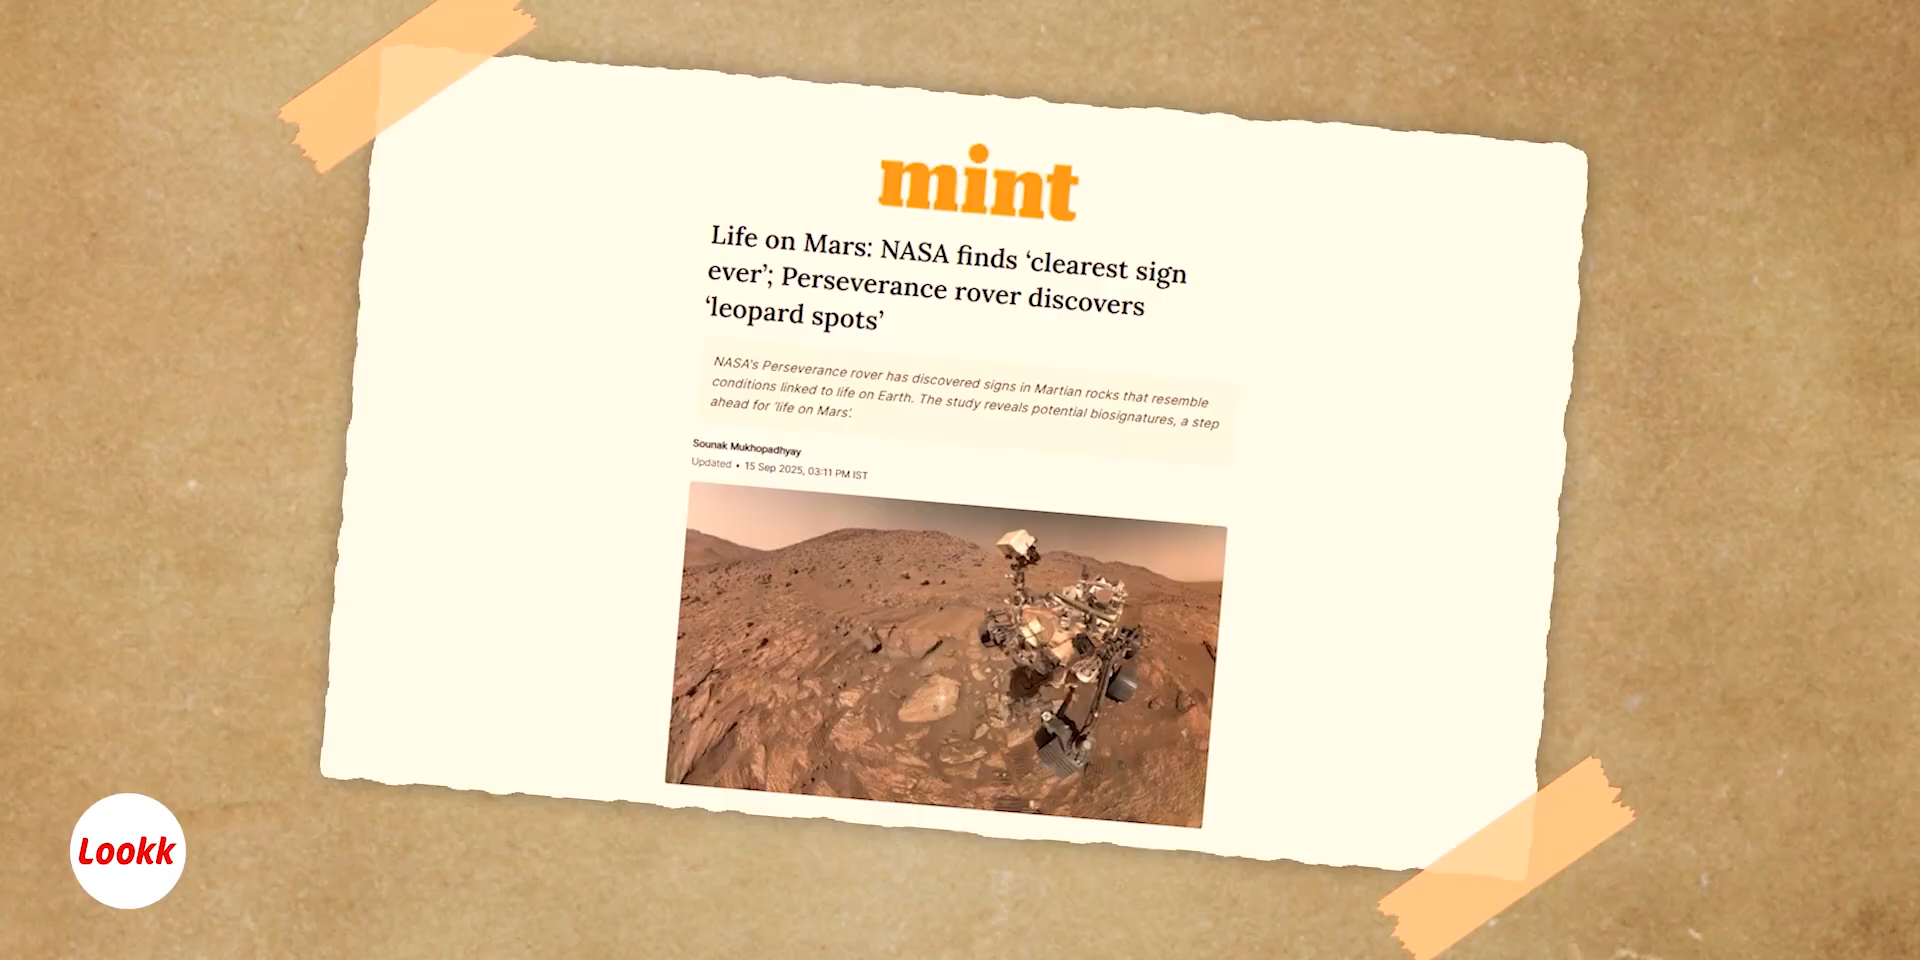 mint
Life on Mars: NASA finds ‘clearest sign
ever’; Perseverance rover discovers
‘leopard spots’
NASA's Perseverance rover has discovered signs in Martian rocks that resemble
conditions linked to life on Earth. The study reveals potential biosignatures, a step
ahead for 'life on Mars'.
Sounak Mukhopadhyay
Updated • 15 Sep 2025, 03:11 PM IST
Lookk